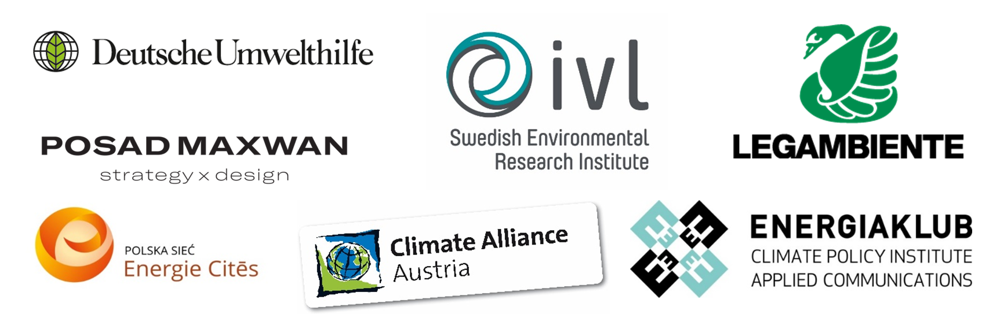 Deutsche Umwelthilfe
ivl
Swedish Environmental
Research Institute
LEGAMBIENTE
POSAD MAXWAN
strategy x design
POLSKA SIEĆ
Energie Citēs
Climate Alliance
Austria
ENERGIAKLUB
CLIMATE POLICY INSTITUTE
APPLIED COMMUNICATIONS